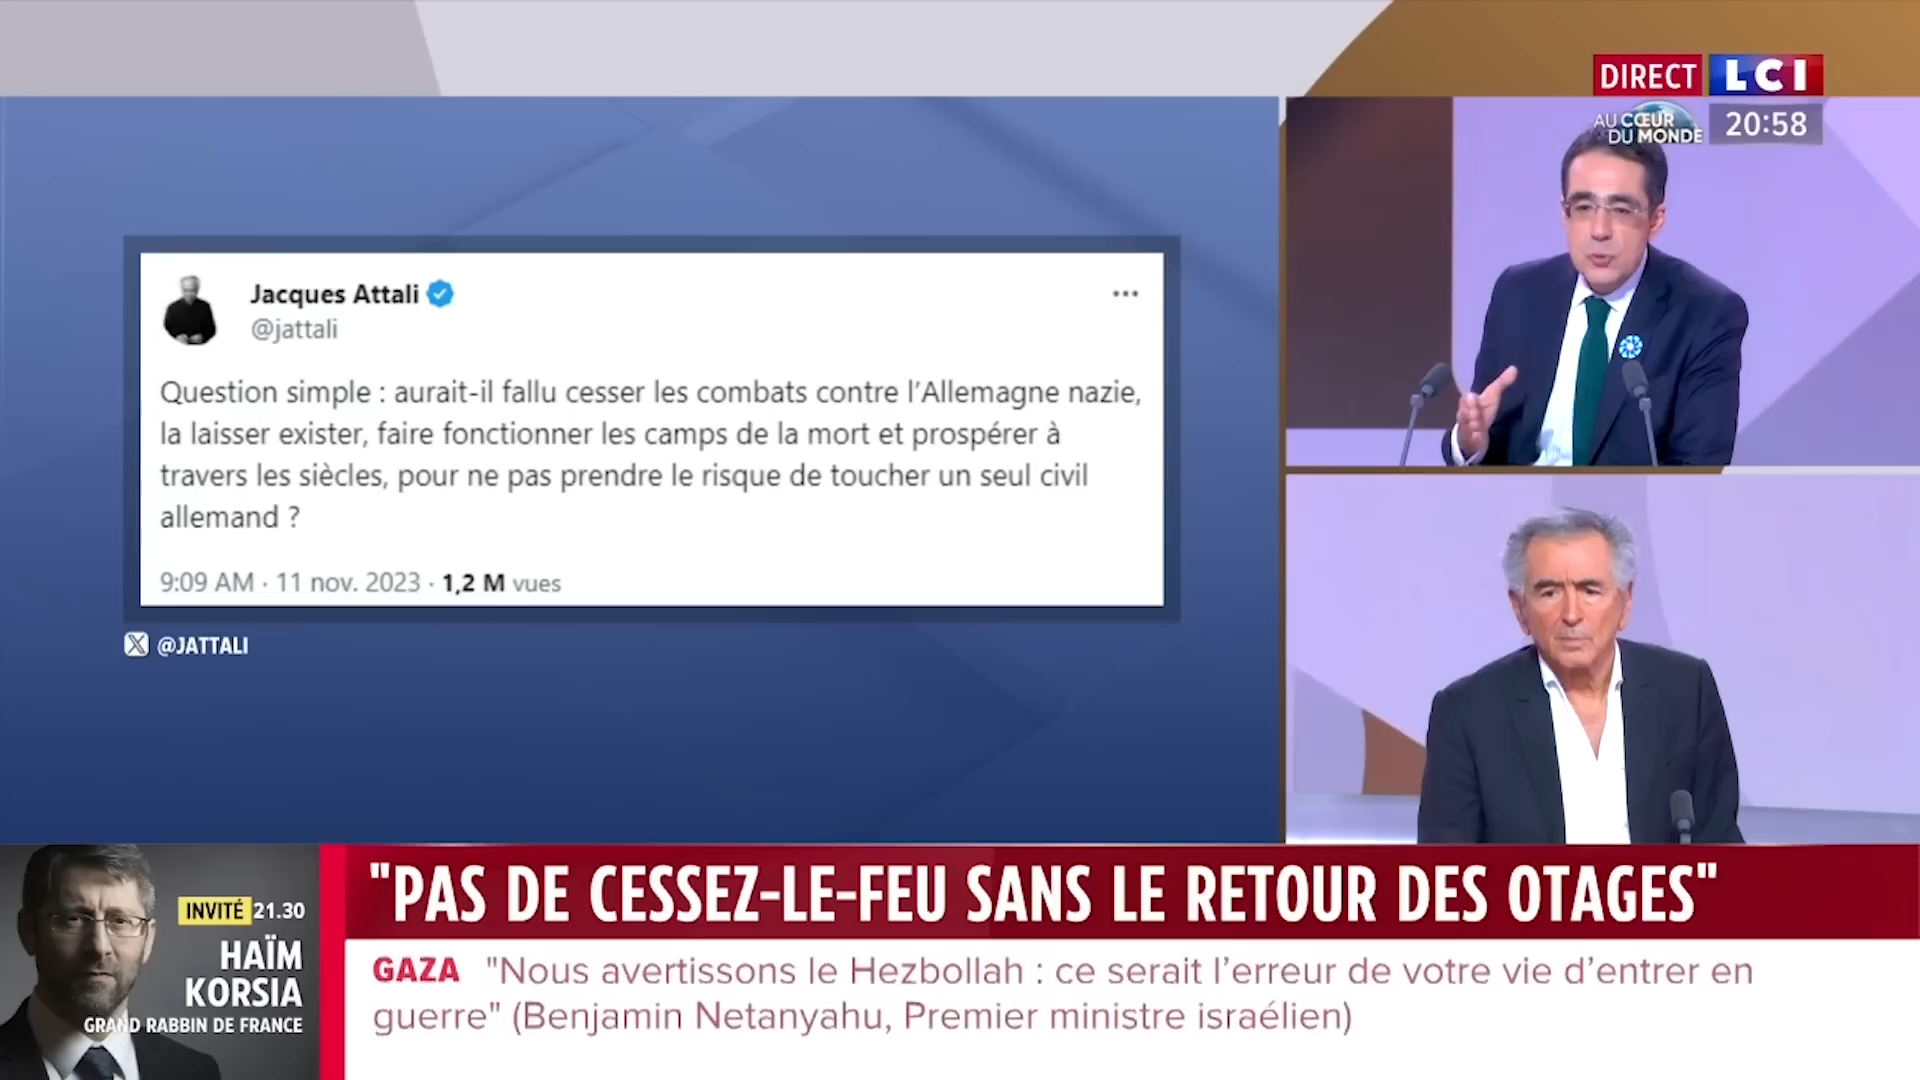 DIRECT LCI
AU CŒUR
DU MONDE
20:58
Jacques Attali
@jattali
Question simple : aurait-il fallu cesser les combats contre l'Allemagne nazie,
la laisser exister, faire fonctionner les camps de la mort et prospérer à
travers les siècles, pour ne pas prendre le risque de toucher un seul civil
allemand ?
9:09 AM · 11 nov. 2023 · 1,2 M vues
@JATTALI
INVITÉ 21.30
HAÏM
KORSIA
GRAND RABBIN DE FRANCE
"PAS DE CESSEZ-LE-FEU SANS LE RETOUR DES OTAGES"
GAZA "Nous avertissons le Hezbollah : ce serait l'erreur de votre vie d'entrer en
guerre" (Benjamin Netanyahu, Premier ministre israélien)